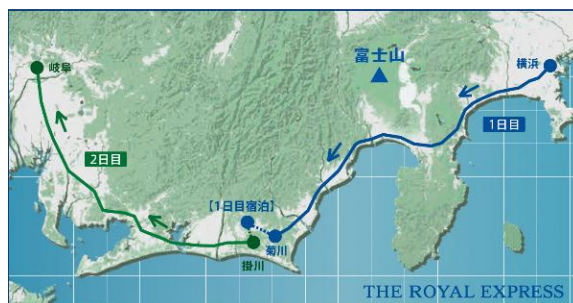 岐阜
富士山
横浜
1日目
2日目
【1日目宿泊】
菊川
掛川
THE ROYAL EXPRESS